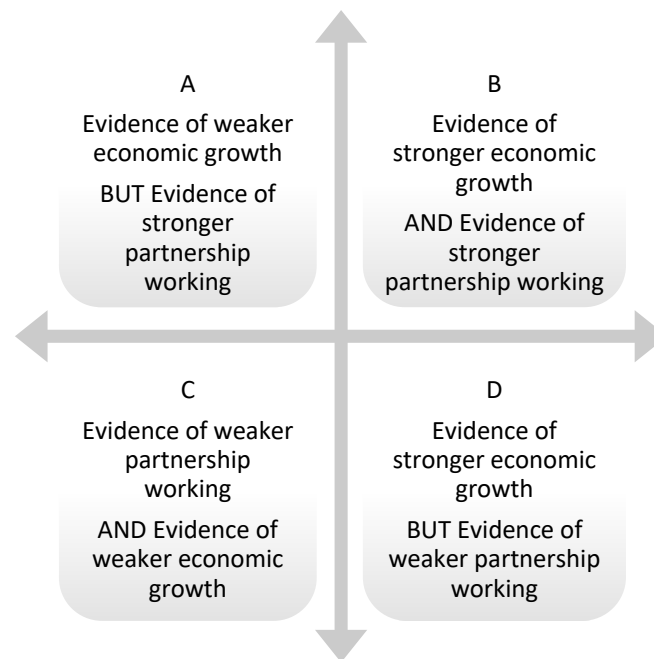 A
Evidence of weaker
economic growth
BUT Evidence of
stronger
partnership
working
B
Evidence of
stronger economic
growth
AND Evidence of
stronger
partnership working
C
Evidence of weaker
partnership
working
AND Evidence of
weaker economic
growth
D
Evidence of
stronger economic
growth
BUT Evidence of
weaker partnership
working